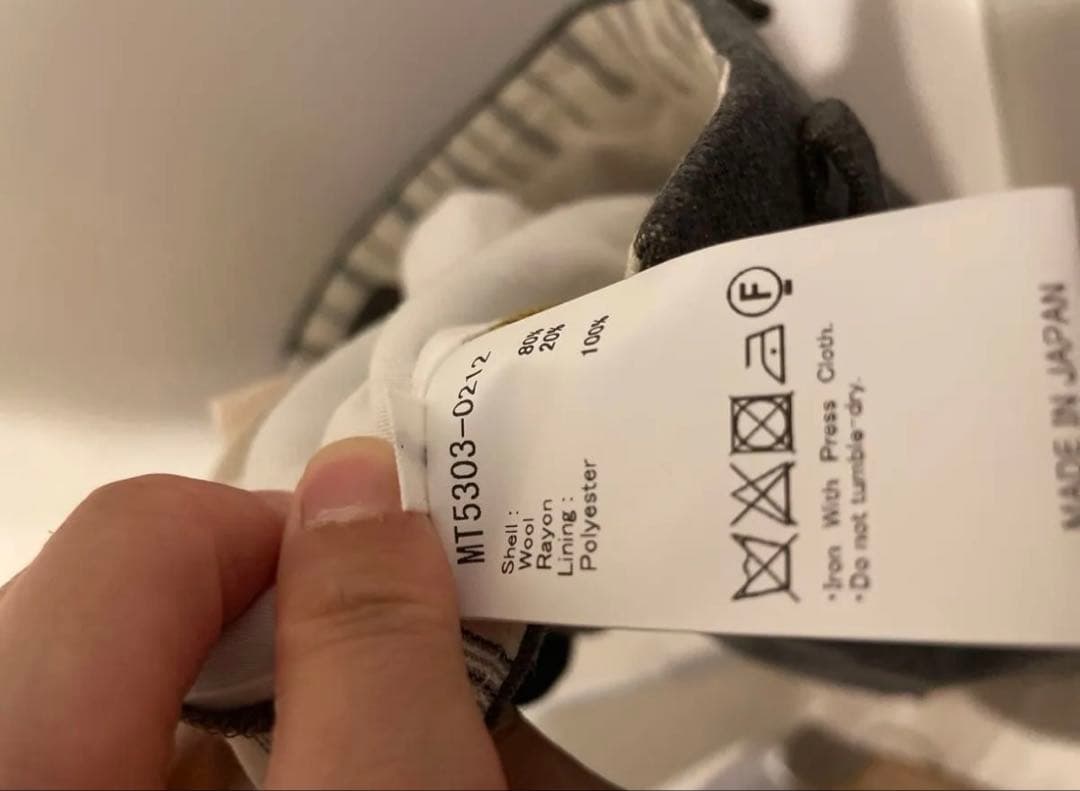 MT5303-0212
Shell :
Wool 80%
Rayon 20%
Lining :
Polyester 100%
F
·Iron With Press Cloth.
·Do not tumble-dry.
MADE IN JAPAN